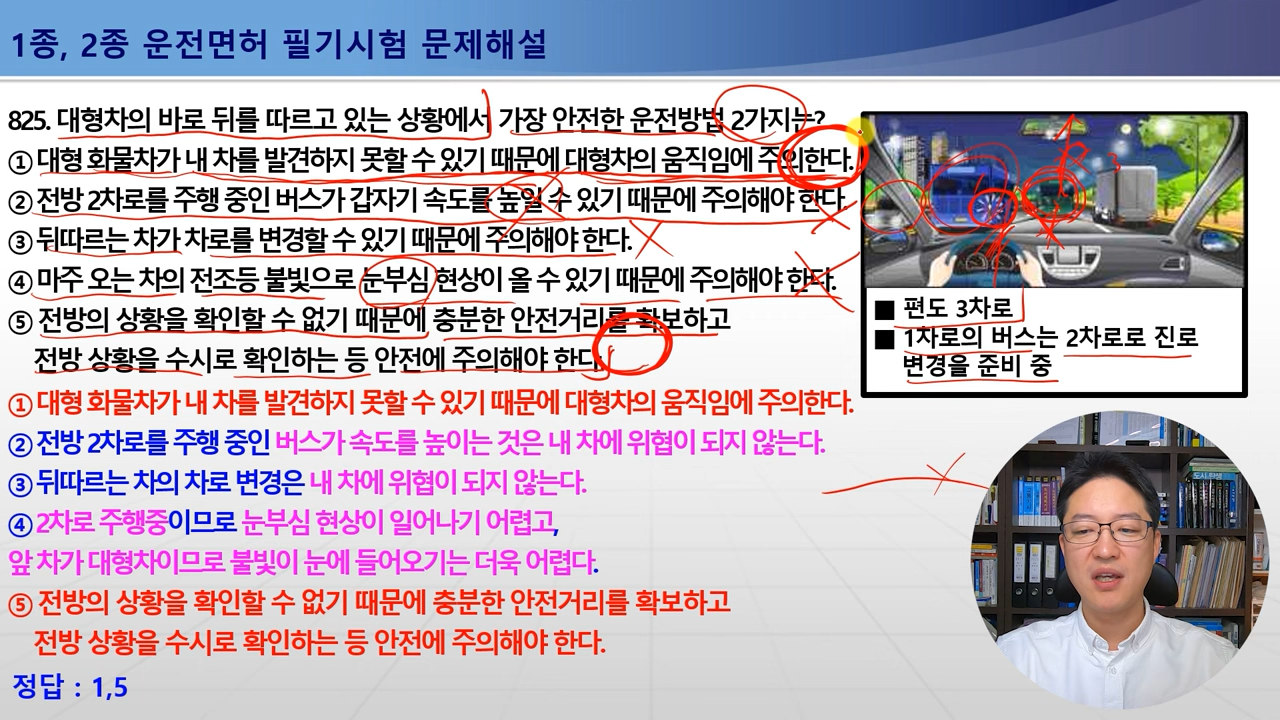 1종, 2종 운전면허 필기시험 문제해설
825. 대형차의 바로 뒤를 따르고 있는 상황에서 가장 안전한 운전방법 2가지는?
① 대형 화물차가 내 차를 발견하지 못할 수 있기 때문에 대형차의 움직임에 주의한다.
② 전방 2차로를 주행 중인 버스가 갑자기 속도를 높일 수 있기 때문에 주의해야 한다.
③ 뒤따르는 차가 차로를 변경할 수 있기 때문에 주의해야 한다.
④ 마주 오는 차의 전조등 불빛으로 눈부심 현상이 올 수 있기 때문에 주의해야 한다.
⑤ 전방의 상황을 확인할 수 없기 때문에 충분한 안전거리를 확보하고
전방 상황을 수시로 확인하는 등 안전에 주의해야 한다.
① 대형 화물차가 내 차를 발견하지 못할 수 있기 때문에 대형차의 움직임에 주의한다.
② 전방 2차로를 주행 중인 버스가 속도를 높이는 것은 내 차에 위협이 되지 않는다.
③ 뒤따르는 차의 차로 변경은 내 차에 위협이 되지 않는다.
④ 2차로 주행중이므로 눈부심 현상이 일어나기 어렵고,
앞 차가 대형차이므로 불빛이 눈에 들어오기는 더욱 어렵다.
⑤ 전방의 상황을 확인할 수 없기 때문에 충분한 안전거리를 확보하고
전방 상황을 수시로 확인하는 등 안전에 주의해야 한다.
정답 : 1,5
■ 편도 3차로
■ 1차로의 버스는 2차로로 진로
변경을 준비 중